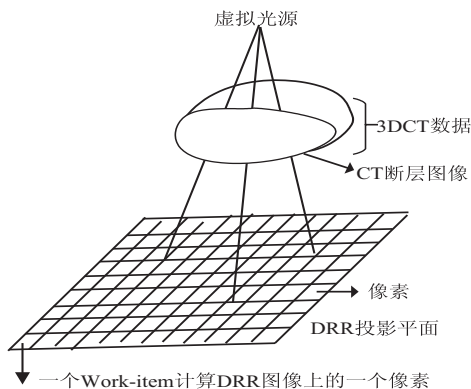 虚拟光源
3DCT数据
CT断层图像
像素
DRR投影平面
一个Work-item计算DRR图像上的一个像素